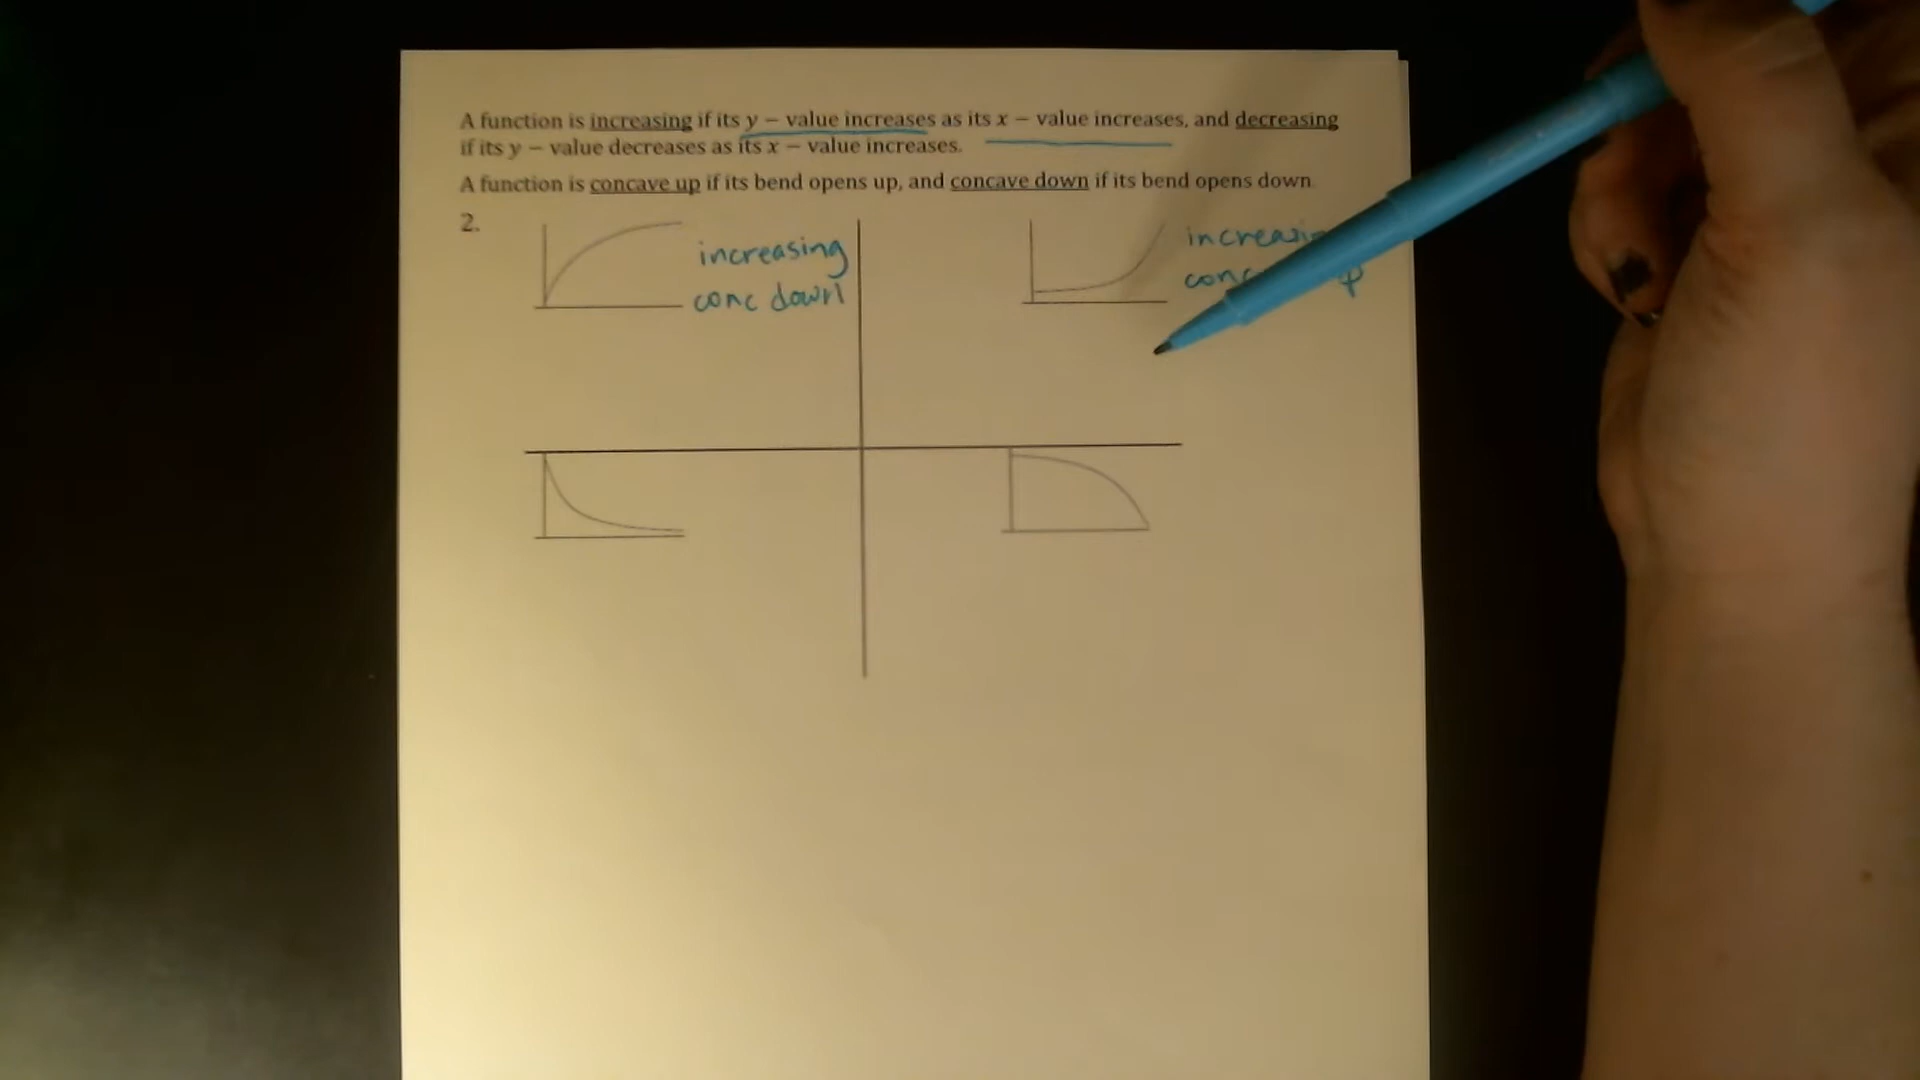 A function is increasing if its y – value increases as its x – value increases, and decreasing
if its y – value decreases as its x – value increases.
A function is concave up if its bend opens up, and concave down if its bend opens down.
2.
increasing
conc down